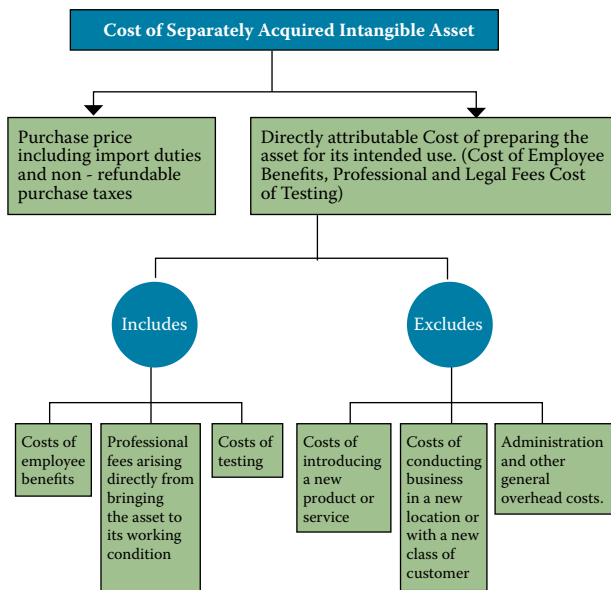 Cost of Separately Acquired Intangible Asset
Purchase price
including import duties
and non - refundable
purchase taxes
Directly attributable Cost of preparing the
asset for its intended use. (Cost of Employee
Benefits, Professional and Legal Fees Cost
of Testing)
Includes
Excludes
Costs of
employee
benefits
Professional
fees arising
directly from
bringing
the asset to
its working
condition
Costs of
testing
Costs of
introducing
a new
product or
service
Costs of
conducting
business
in a new
location or
with a new
class of
customer
Administration
and other
general
overhead costs.